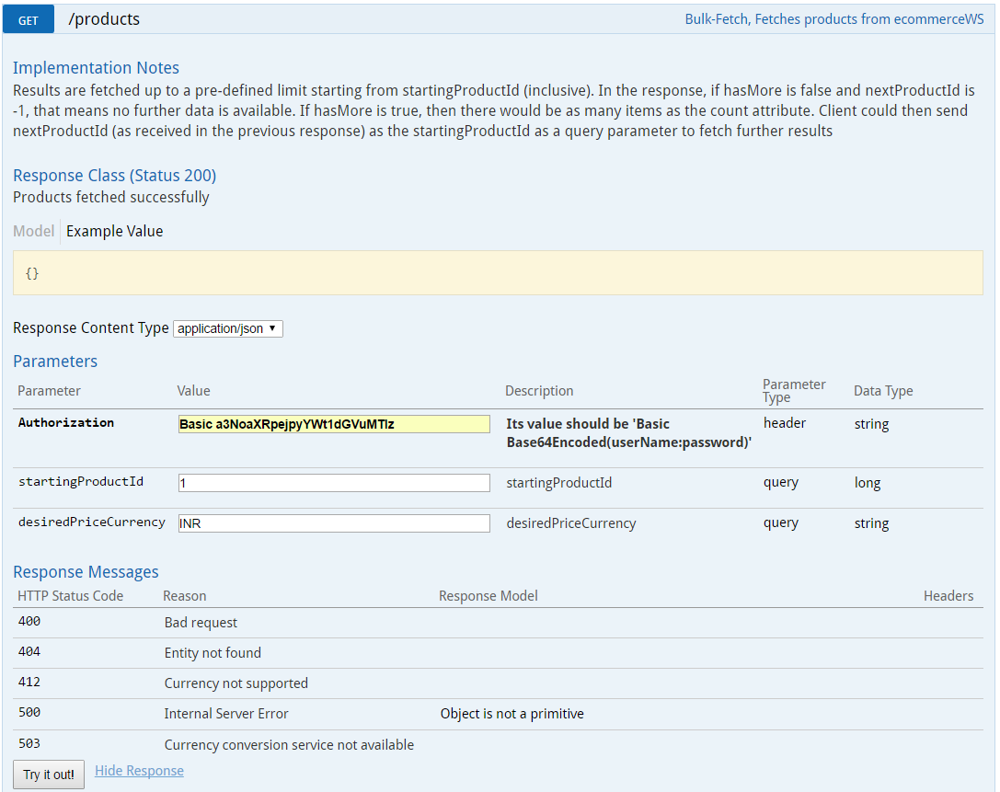 GET /products Bulk-Fetch, Fetches products from ecommerceWS
Implementation Notes
Results are fetched up to a pre-defined limit starting from startingProductId (inclusive). In the response, if hasMore is false and nextProductId is
-1, that means no further data is available. If hasMore is true, then there would be as many items as the count attribute. Client could then send
nextProductId (as received in the previous response) as the startingProductId as a query parameter to fetch further results
Response Class (Status 200)
Products fetched successfully
Model Example Value
{}
Response Content Type application/json
Parameters
Parameter Value Description Parameter Type Data Type
Authorization Basic a3NoaXRpejpyYWt1dGVuMTIz Its value should be 'Basic header string
Base64Encoded(userName:password)'
startingProductId 1 startingProductId query long
desiredPriceCurrency INR desiredPriceCurrency query string
Response Messages
HTTP Status Code Reason Response Model Headers
400 Bad request
404 Entity not found
412 Currency not supported
500 Internal Server Error Object is not a primitive
503 Currency conversion service not available
Try it out! Hide Response